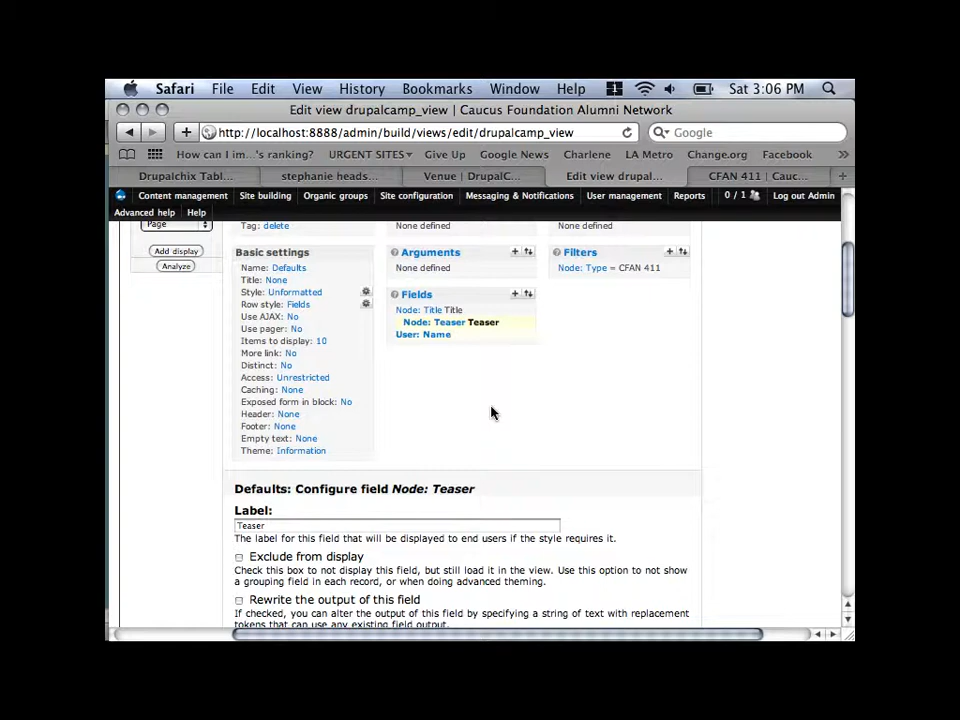 Safari File Edit View History Bookmarks Window Help 1 Sat 3:06 PM
Edit view drupalcamp_view | Caucus Foundation Alumni Network
http://localhost:8888/admin/build/views/edit/drupalcamp_view Google
How can I im...'s ranking? URGENT SITES Give Up Google News Charlene LA Metro Change.org Facebook
Drupalchix Tabl... stephanie heads... Venue | DrupalC... Edit view drupal... CFAN 411 | Cauc...
Content management Site building Organic groups Site configuration Messaging & Notifications User management Reports 0 / 1 Log out Admin
Advanced help Help
Page
Tag: delete
None defined
None defined
Add display
Analyze
Basic settings
Name: Defaults
Title: None
Style: Unformatted
Row style: Fields
Use AJAX: No
Use pager: No
Items to display: 10
More link: No
Distinct: No
Access: Unrestricted
Caching: None
Exposed form in block: No
Header: None
Footer: None
Empty text: None
Theme: Information
Arguments
None defined
Fields
Node: Title Title
Node: Teaser Teaser
User: Name
Filters
Node: Type = CFAN 411
Defaults: Configure field Node: Teaser
Label:
Teaser
The label for this field that will be displayed to end users if the style requires it.
Exclude from display
Check this box to not display this field, but still load it in the view. Use this option to not show
a grouping field in each record, or when doing advanced theming.
Rewrite the output of this field
If checked, you can alter the output of this field by specifying a string of text with replacement
tokens that can use any existing field output.